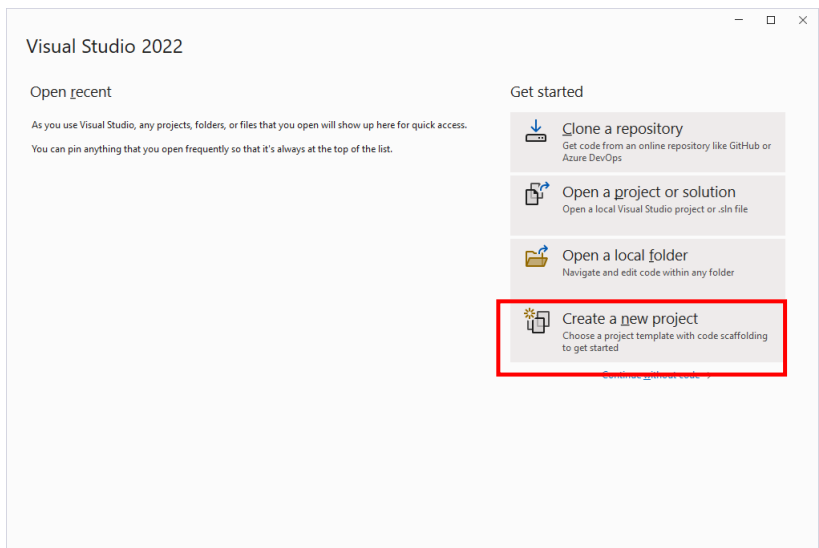 Visual Studio 2022
Open recent
As you use Visual Studio, any projects, folders, or files that you open will show up here for quick access.
You can pin anything that you open frequently so that it's always at the top of the list.
Get started
Clone a repository
Get code from an online repository like GitHub or
Azure DevOps
Open a project or solution
Open a local Visual Studio project or .sln file
Open a local folder
Navigate and edit code within any folder
Create a new project
Choose a project template with code scaffolding
to get started
Continue without code →